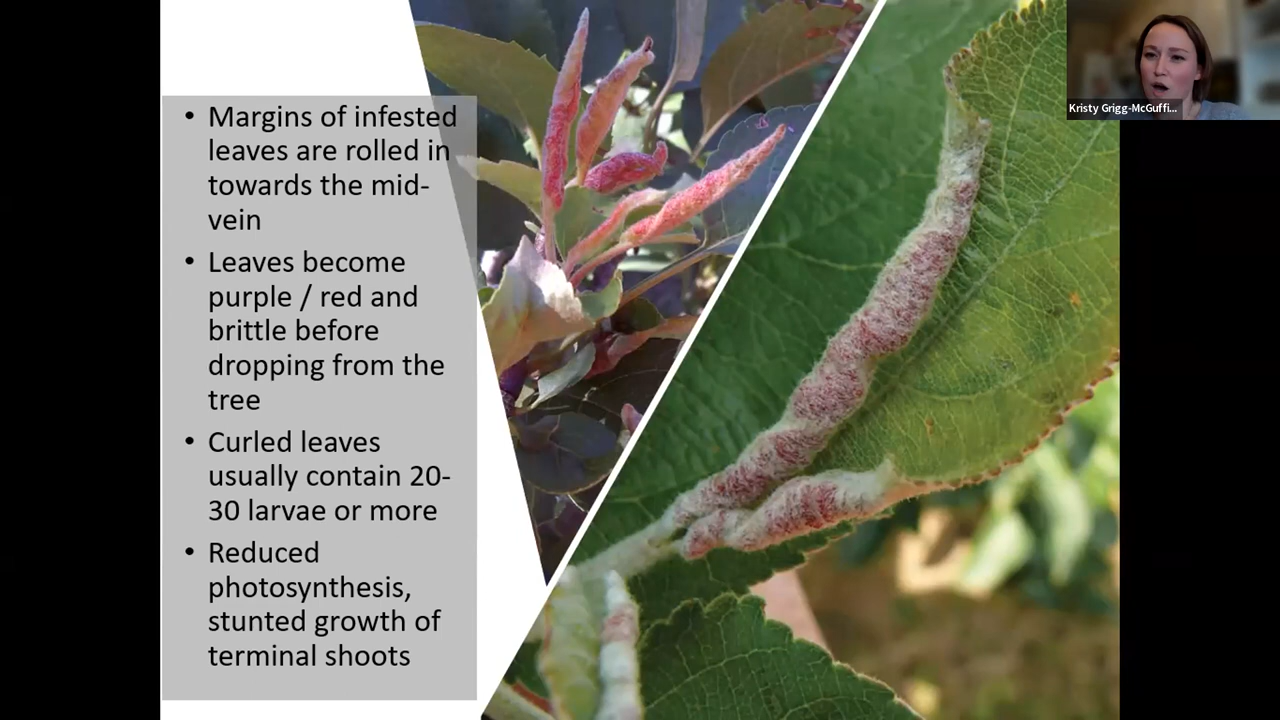 • Margins of infested
leaves are rolled in
towards the mid-
vein
• Leaves become
purple / red and
brittle before
dropping from the
tree
• Curled leaves
usually contain 20-
30 larvae or more
• Reduced
photosynthesis,
stunted growth of
terminal shoots
Kristy Grigg-McGuffi...